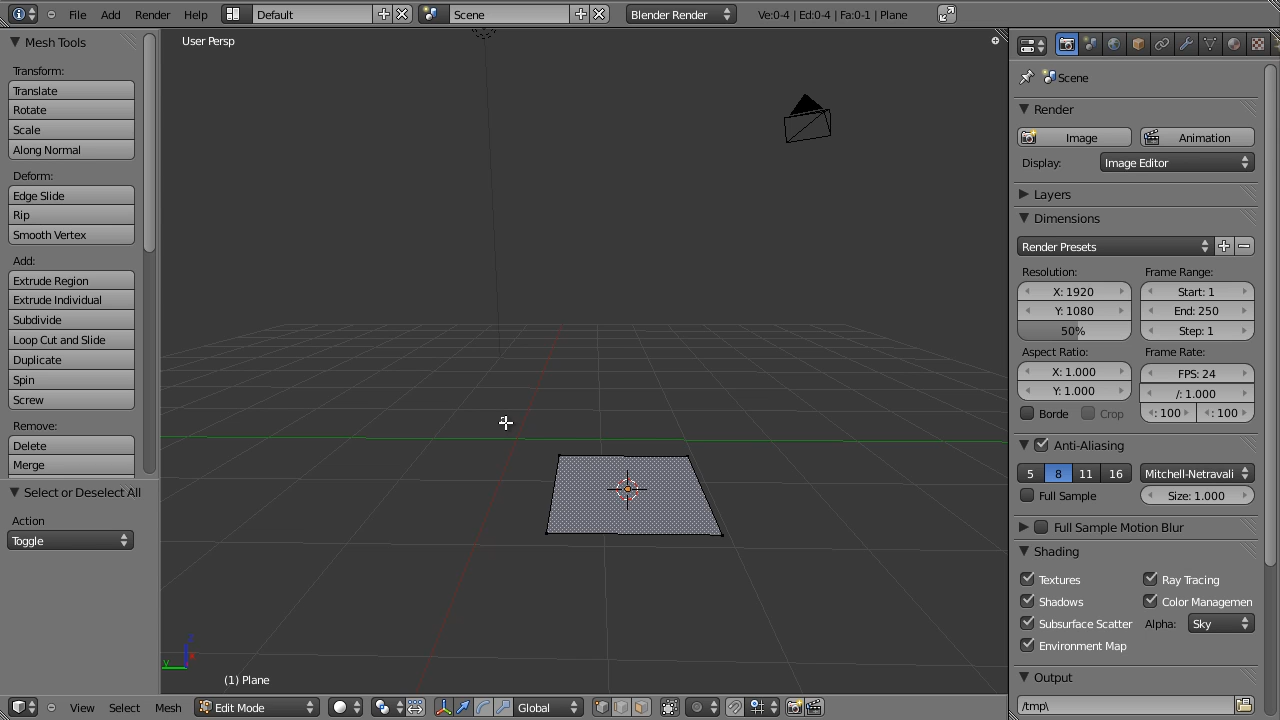 File Add Render Help Default Scene Blender Render Ve:0-4 | Ed:0-4 | Fa:0-1 | Plane
Mesh Tools
Transform:
Translate
Rotate
Scale
Along Normal
Deform:
Edge Slide
Rip
Smooth Vertex
Add:
Extrude Region
Extrude Individual
Subdivide
Loop Cut and Slide
Duplicate
Spin
Screw
Remove:
Delete
Merge
Select or Deselect All
Action
Toggle
User Persp
(1) Plane
View Select Mesh Edit Mode Global
Scene
Render
Image Animation
Display: Image Editor
Layers
Dimensions
Render Presets
Resolution: Frame Range:
X: 1920 Start: 1
Y: 1080 End: 250
50% Step: 1
Aspect Ratio: Frame Rate:
X: 1.000 FPS: 24
Y: 1.000 /: 1.000
Borde Crop : 100 : 100
Anti-Aliasing
5 8 11 16 Mitchell-Netravali
Full Sample Size: 1.000
Full Sample Motion Blur
Shading
Textures Ray Tracing
Shadows Color Managemen
Subsurface Scatter Alpha: Sky
Environment Map
Output
/tmp\